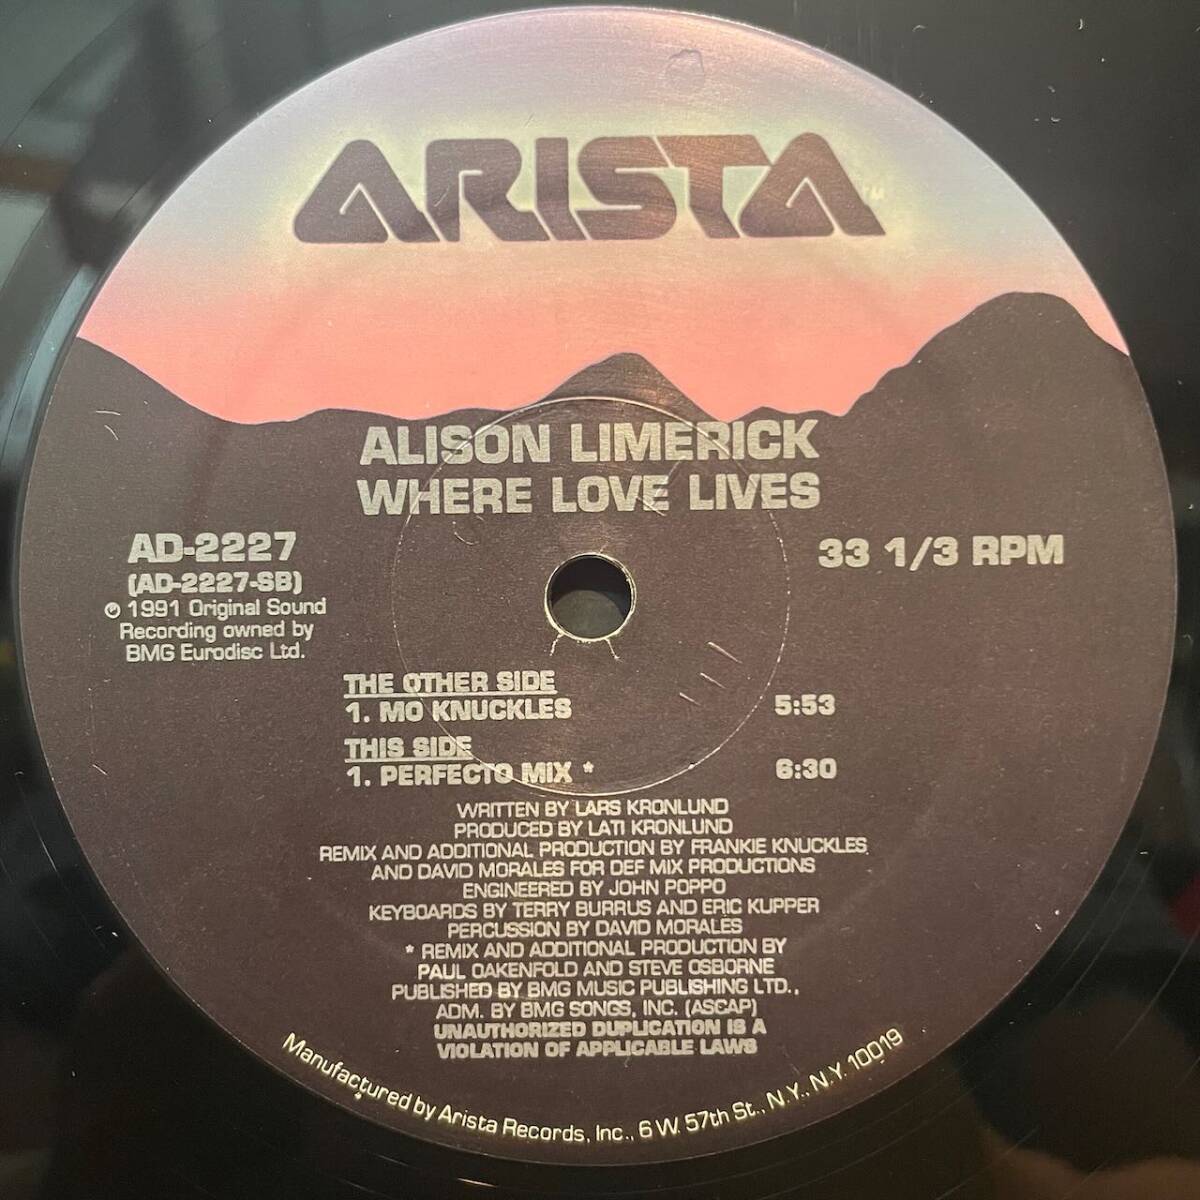 ARISTA™
ALISON LIMERICK
WHERE LOVE LIVES
AD-2227
(AD-2227-SB)
℗ 1991 Original Sound
Recording owned by
BMG Eurodisc Ltd.
33 1/3 RPM
THE OTHER SIDE
1. MO KNUCKLES 5:53
THIS SIDE
1. PERFECTO MIX * 6:30
WRITTEN BY LARS KRONLUND
PRODUCED BY LATI KRONLUND
REMIX AND ADDITIONAL PRODUCTION BY FRANKIE KNUCKLES
AND DAVID MORALES FOR DEF MIX PRODUCTIONS
ENGINEERED BY JOHN POPPO
KEYBOARDS BY TERRY BURRUS AND ERIC KUPPER
PERCUSSION BY DAVID MORALES
* REMIX AND ADDITIONAL PRODUCTION BY
PAUL OAKENFOLD AND STEVE OSBORNE
PUBLISHED BY BMG MUSIC PUBLISHING LTD.,
ADM. BY BMG SONGS, INC. (ASCAP)
UNAUTHORIZED DUPLICATION IS A
VIOLATION OF APPLICABLE LAWS
Manufactured by Arista Records, Inc., 6 W. 57th St., N.Y., N.Y. 10019